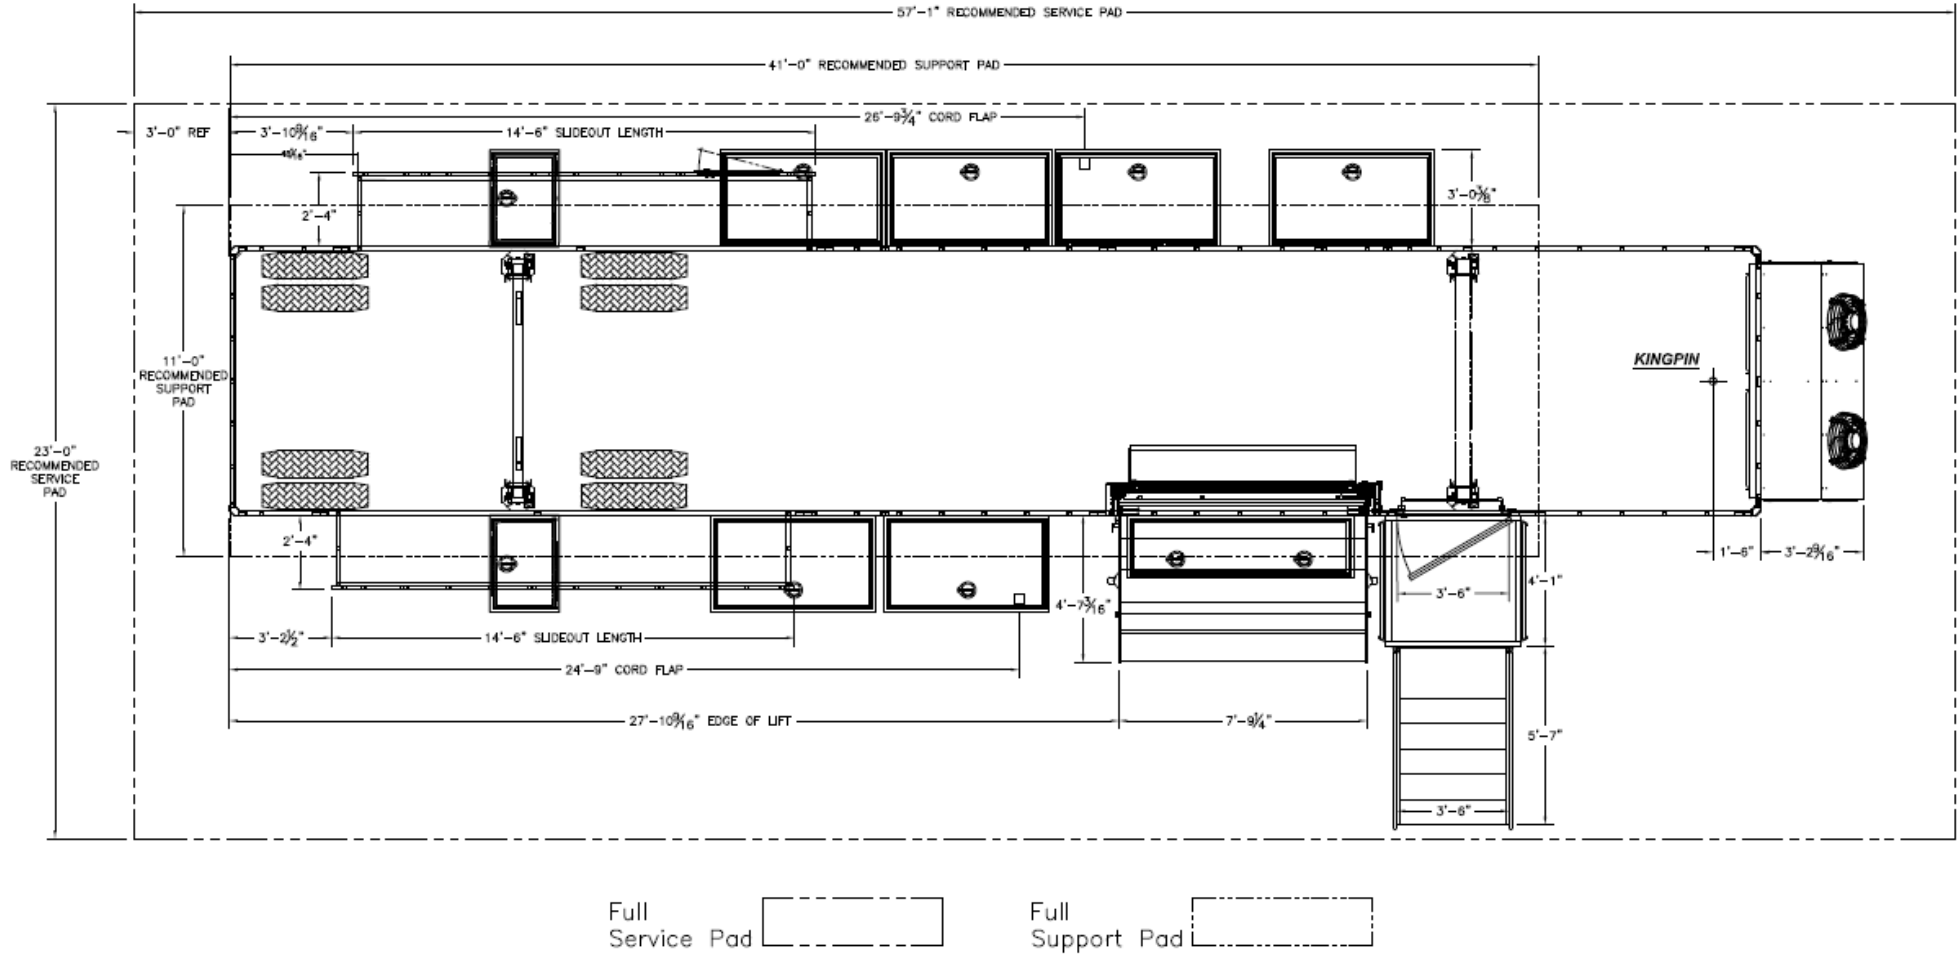 57'-1" RECOMMENDED SERVICE PAD
41'-0" RECOMMENDED SUPPORT PAD
26'-9¾" CORD FLAP
3'-0" REF
3'-10⁹⁄₁₆"
14'-6" SLIDEOUT LENGTH
2'-4"
3'-0⅜"
11'-0"
RECOMMENDED
SUPPORT
PAD
KINGPIN
23'-0"
RECOMMENDED
SERVICE
PAD
2'-4"
4'-7³⁄₁₆"
3'-6"
4'-1"
1'-6"
3'-2⁹⁄₁₆"
3'-2½"
14'-6" SLIDEOUT LENGTH
24'-9" CORD FLAP
27'-10⁹⁄₁₆" EDGE OF LIFT
7'-9¼"
5'-7"
3'-6"
Full
Service Pad
Full
Support Pad